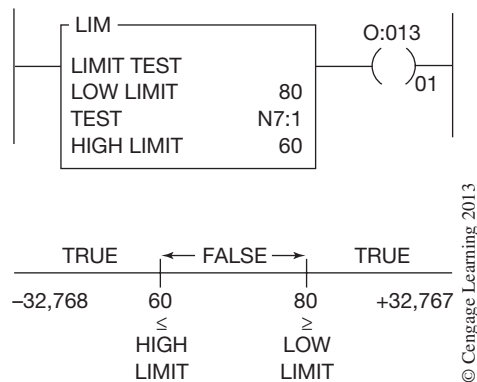 LIM
O:013
LIMIT TEST
01
LOW LIMIT 80
TEST N7:1
HIGH LIMIT 60
TRUE FALSE TRUE
–32,768 60 80 +32,767
≤ ≥
HIGH LOW
LIMIT LIMIT
© Cengage Learning 2013